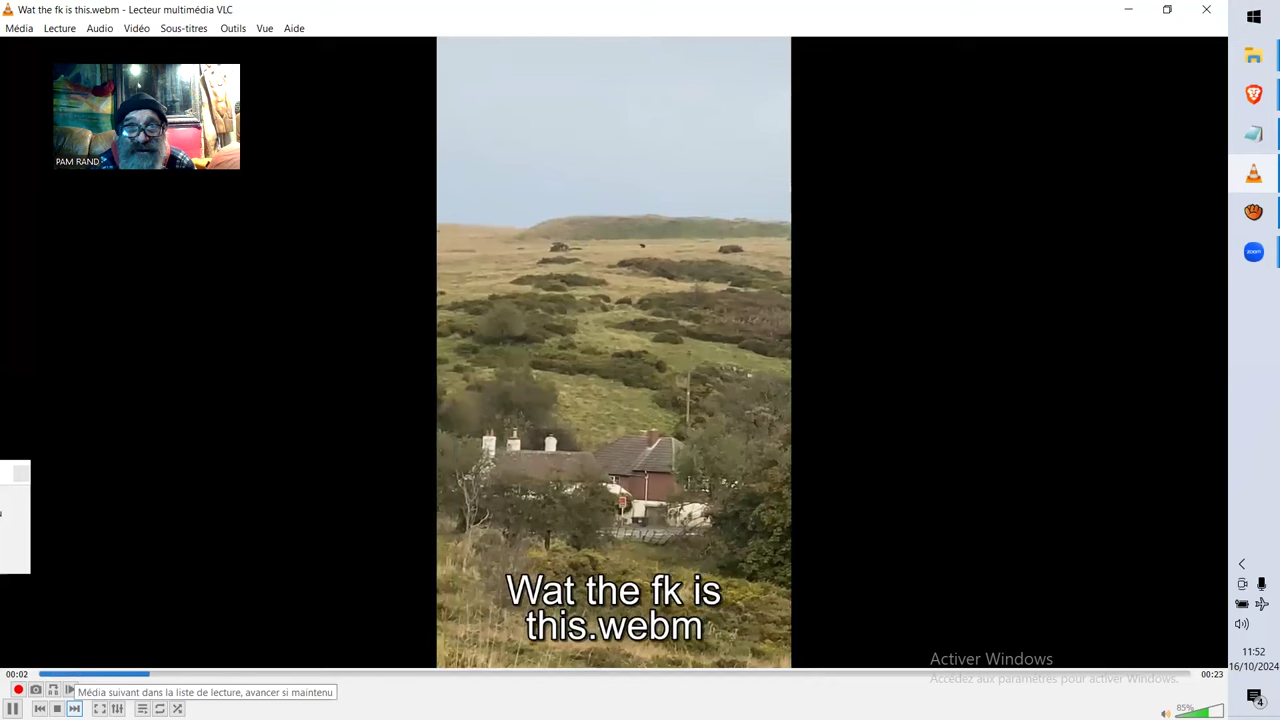 Wat the fk is this.webm - Lecteur multimédia VLC
Média Lecture Audio Vidéo Sous-titres Outils Vue Aide
PAM RAND
zoom
Wat the fk is
this.webm
Activer Windows
Accédez aux paramètres pour activer Windows.
11:52
16/10/2024
00:02
00:23
Média suivant dans la liste de lecture, avancer si maintenu
85%
4